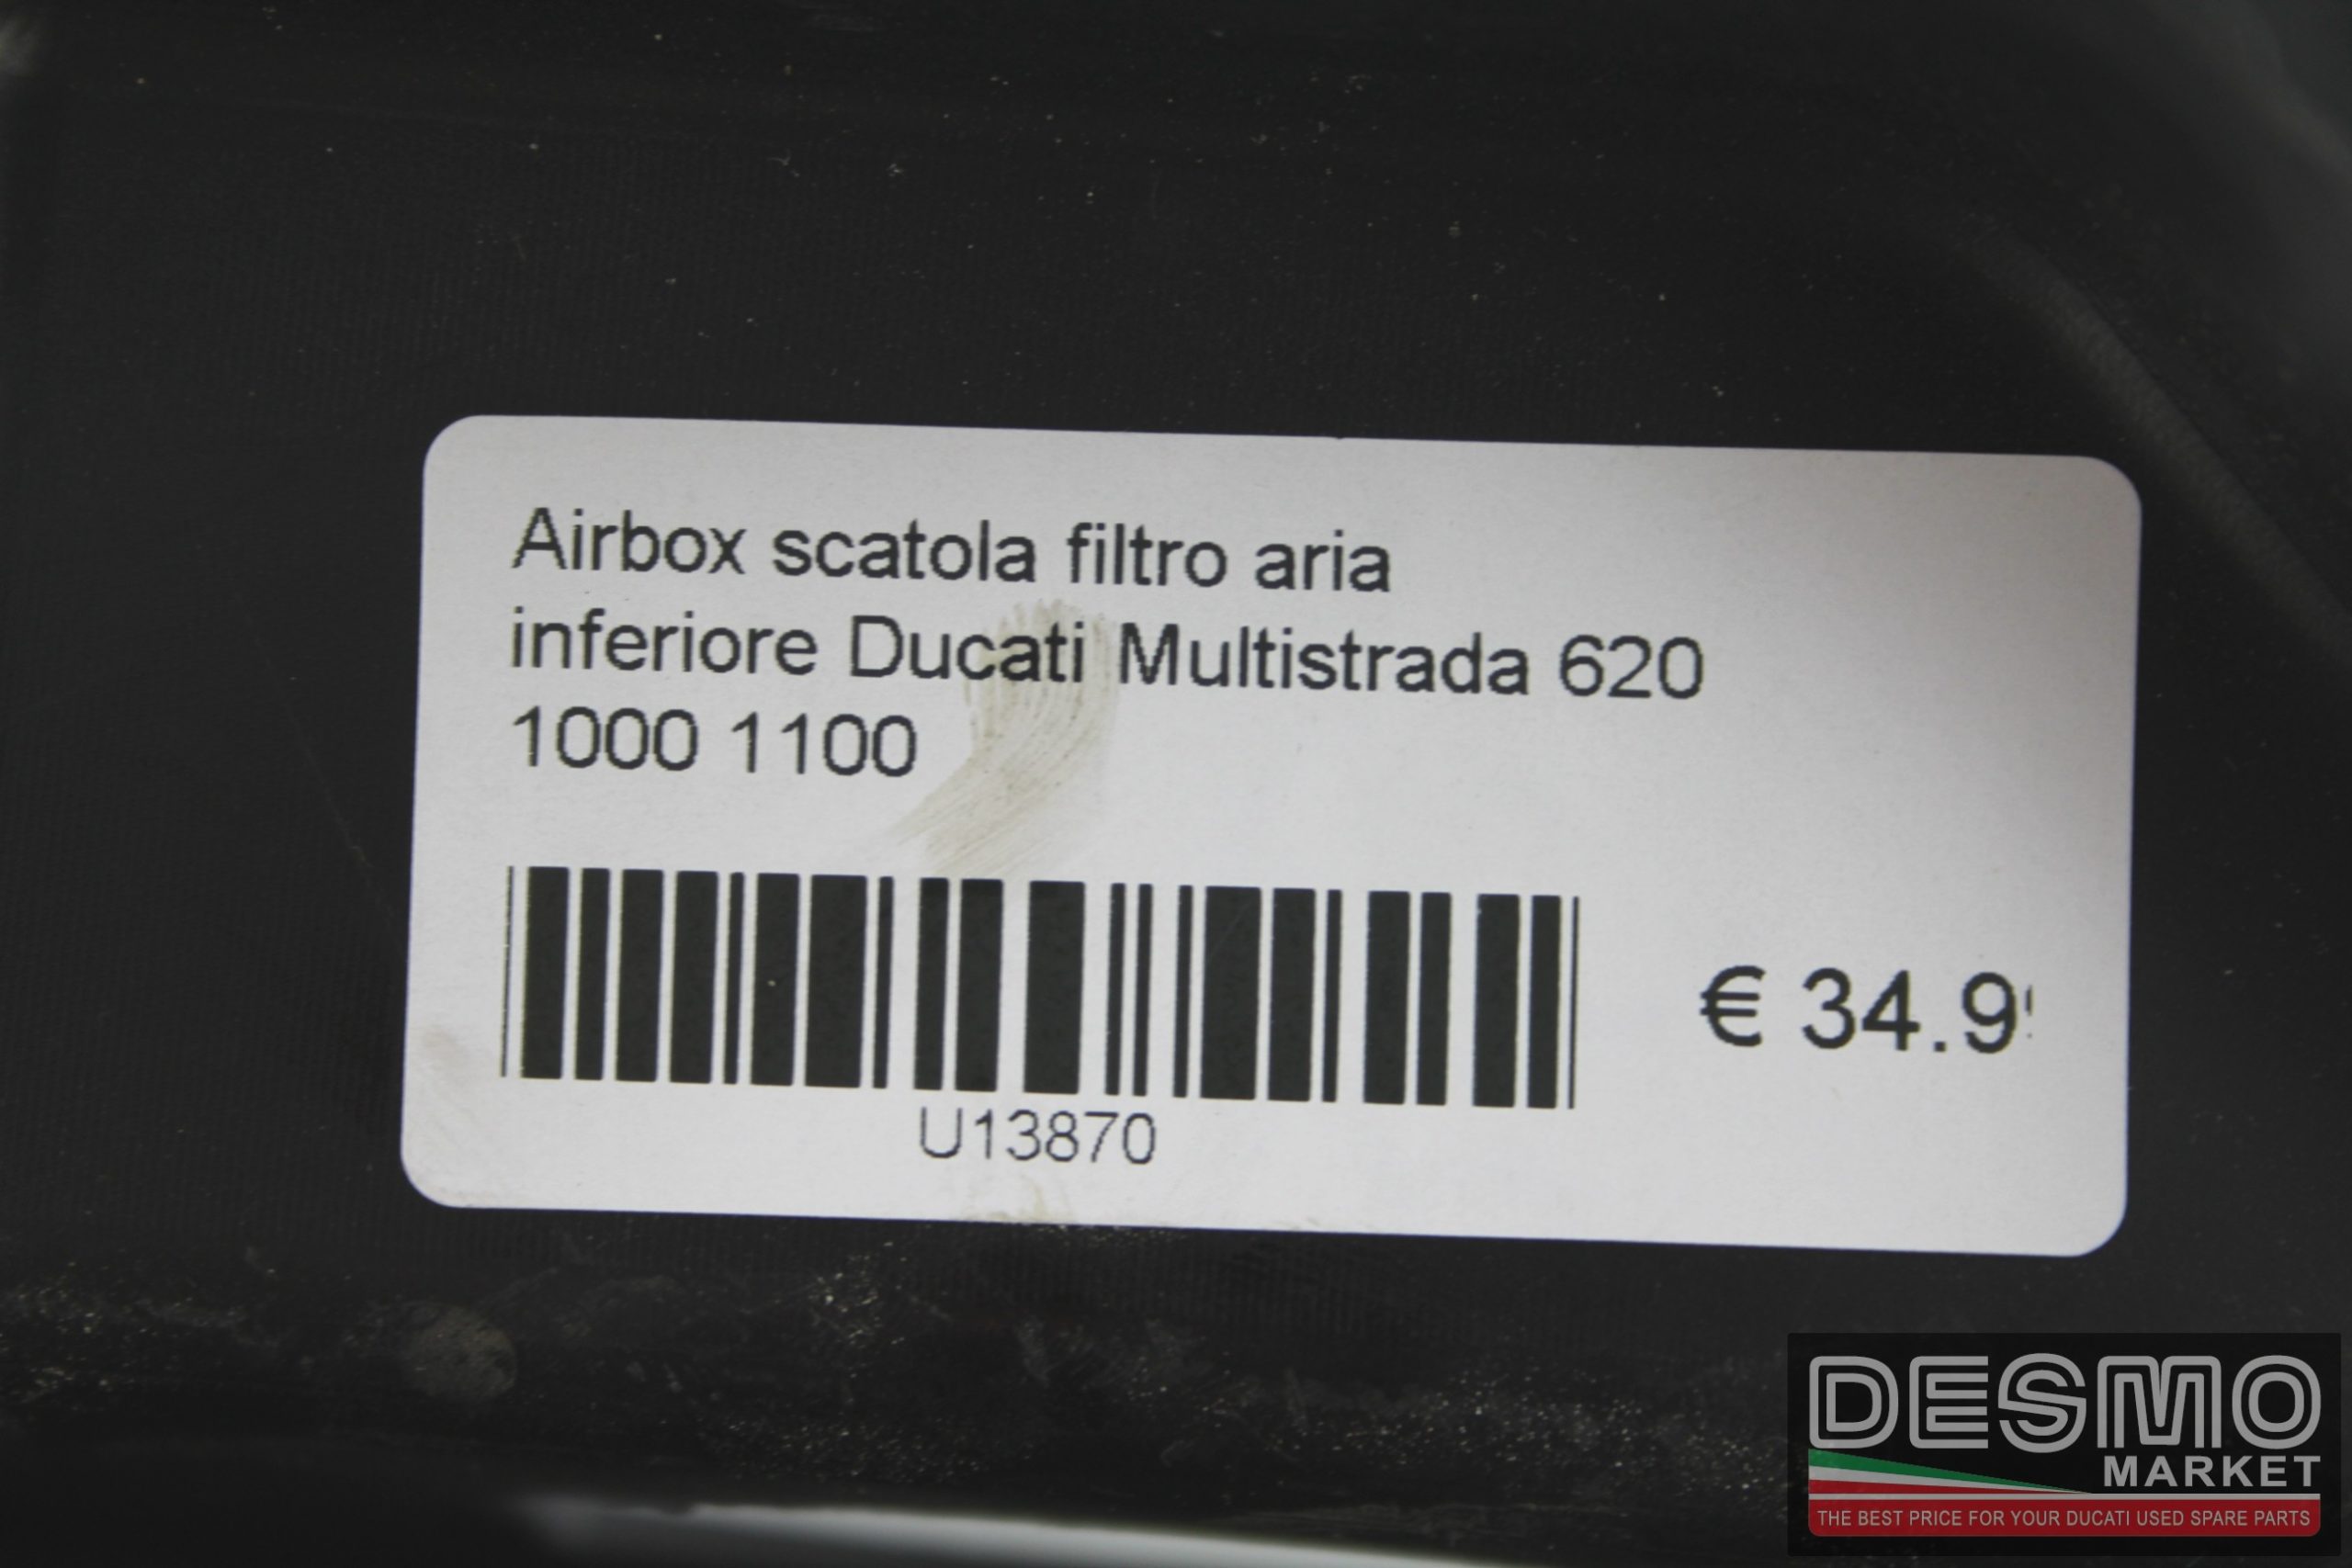 Airbox scatola filtro aria
inferiore Ducati Multistrada 620
1000 1100
€ 34.9
U13870
DESMO
MARKET
THE BEST PRICE FOR YOUR DUCATI USED SPARE PARTS